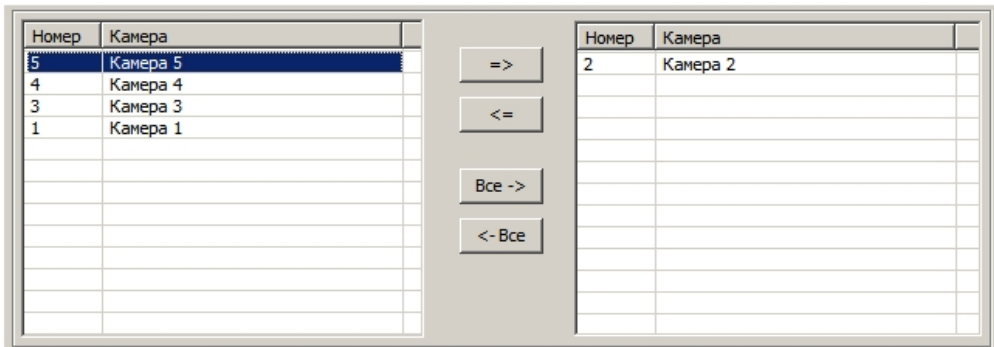 Номер Камера
5 Камера 5
4 Камера 4
3 Камера 3
1 Камера 1
=>
<=
Все ->
<- Все
Номер Камера
2 Камера 2